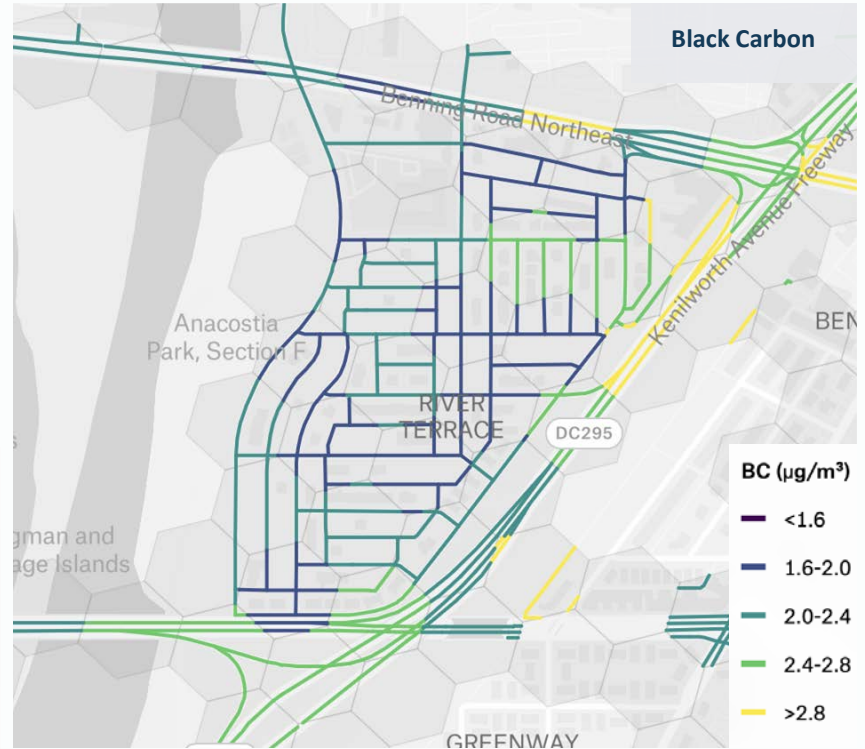 Black Carbon
Benning Road Northeast
Kenilworth Avenue Freeway
Anacostia
Park, Section F
BEN
RIVER
TERRACE
DC295
s
gman and
age Islands
GREENWAY
BC (µg/m³)
<1.6
1.6-2.0
2.0-2.4
2.4-2.8
>2.8